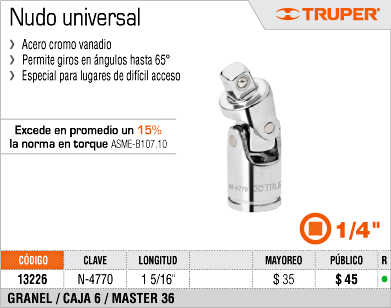 Nudo universal
TRUPER®
Acero cromo vanadio
Permite giros en ángulos hasta 65°
Especial para lugares de difícil acceso
Excede en promedio un 15%
la norma en torque ASME-B107.10
N-4770 TRUPER
1/4"
CÓDIGO CLAVE LONGITUD MAYOREO PÚBLICO R
13226 N-4770 1 5/16" $ 35 $ 45
GRANEL / CAJA 6 / MASTER 36